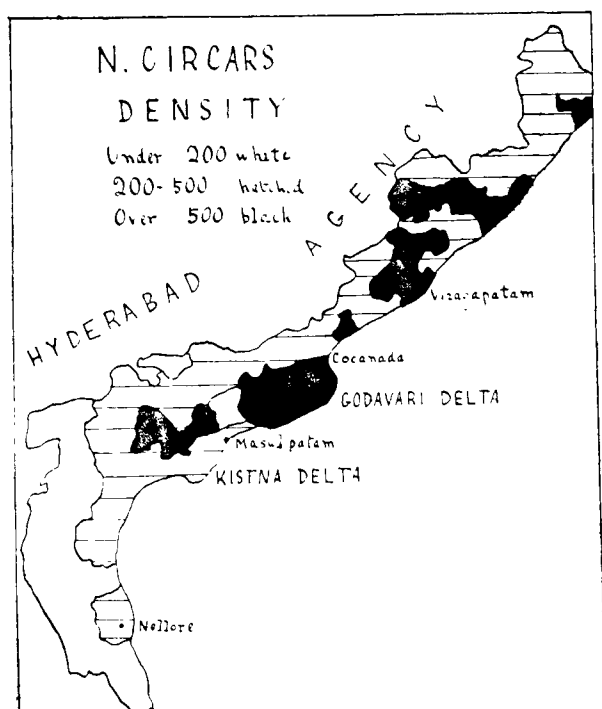 N. CIRCARS
DENSITY
Under 200 white
200-500 hatched
Over 500 black
AGENCY
HYDERABAD
Vizagapatam
Cocanada
GODAVARI DELTA
Masulpatam
KISTNA DELTA
Nellore